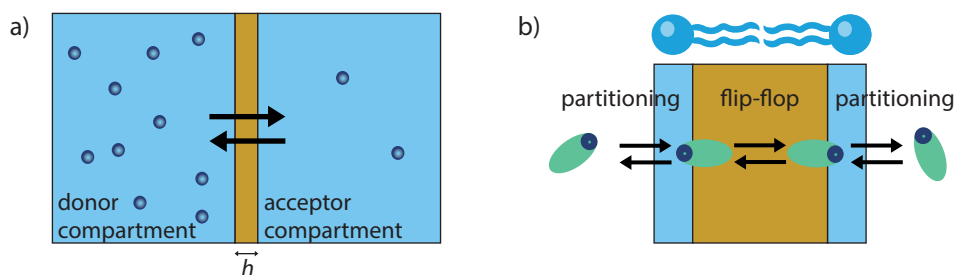 a)
donor
compartment
acceptor
compartment
h
b)
partitioning
flip-flop
partitioning